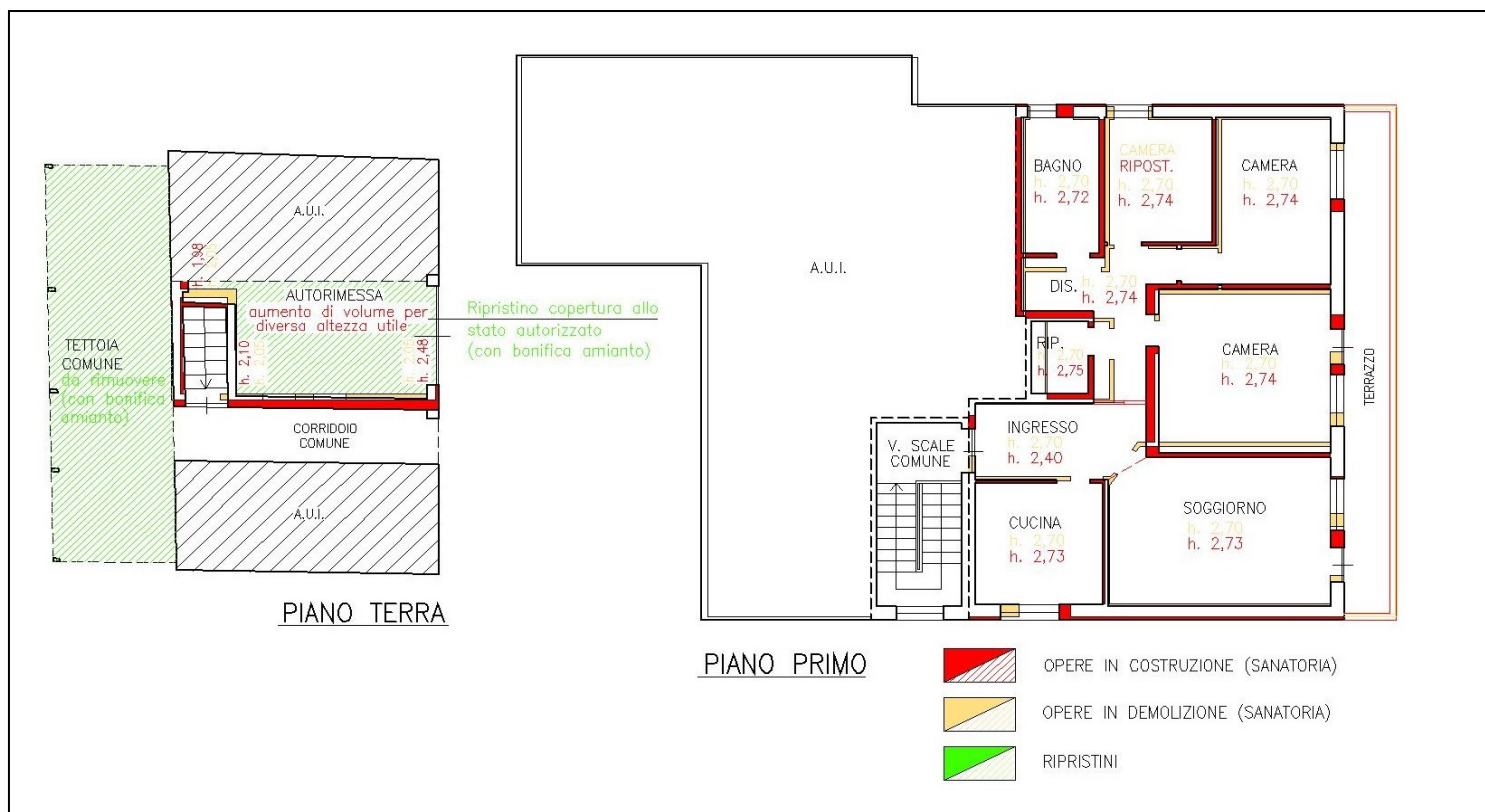 A.U.I.
h. 1,98
AUTORIMESSA
aumento di volume per
diversa altezza utile
h. 2,10
h. 2,05
h. 2,05
h. 2,48
Ripristino copertura allo
stato autorizzato
(con bonifica amianto)
TETTOIA
COMUNE
da rimuovere
(con bonifica
amianto)
CORRIDOIO
COMUNE
A.U.I.
PIANO TERRA
A.U.I.
BAGNO
h. 2,70
h. 2,72
CAMERA
RIPOST.
h. 2,70
h. 2,74
CAMERA
h. 2,70
h. 2,74
DIS.
h. 2,70
h. 2,74
RIP.
h. 2,70
h. 2,75
CAMERA
h. 2,70
h. 2,74
TERRAZZO
INGRESSO
h. 2,70
h. 2,40
V. SCALE
COMUNE
CUCINA
h. 2,70
h. 2,73
SOGGIORNO
h. 2,70
h. 2,73
PIANO PRIMO
OPERE IN COSTRUZIONE (SANATORIA)
OPERE IN DEMOLIZIONE (SANATORIA)
RIPRISTINI